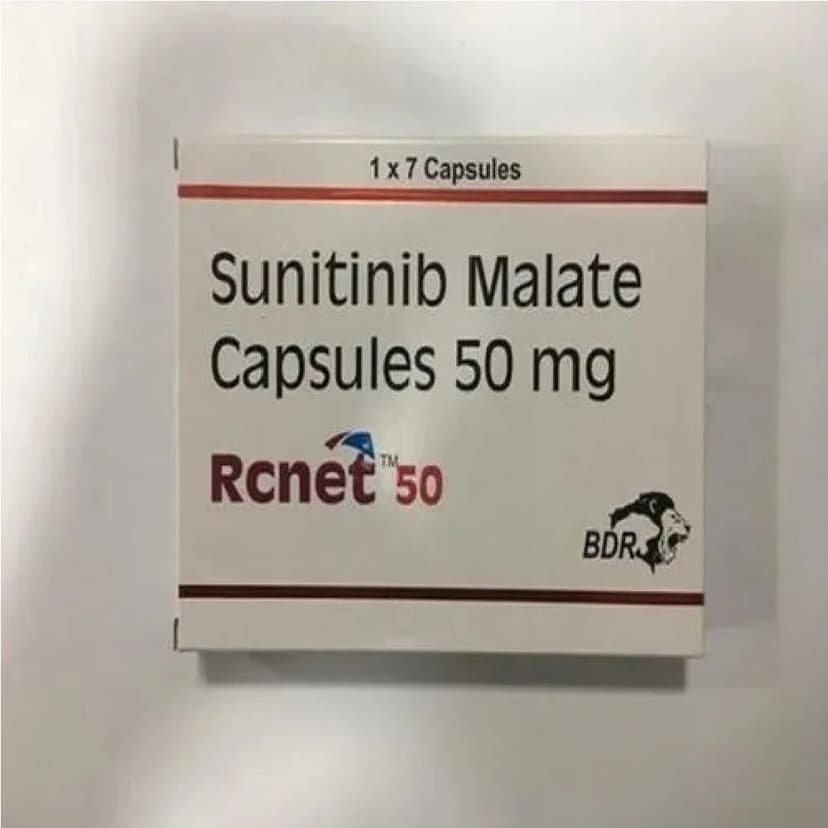 1 x 7 Capsules
Sunitinib Malate
Capsules 50 mg
Rcnet™ 50
BDR